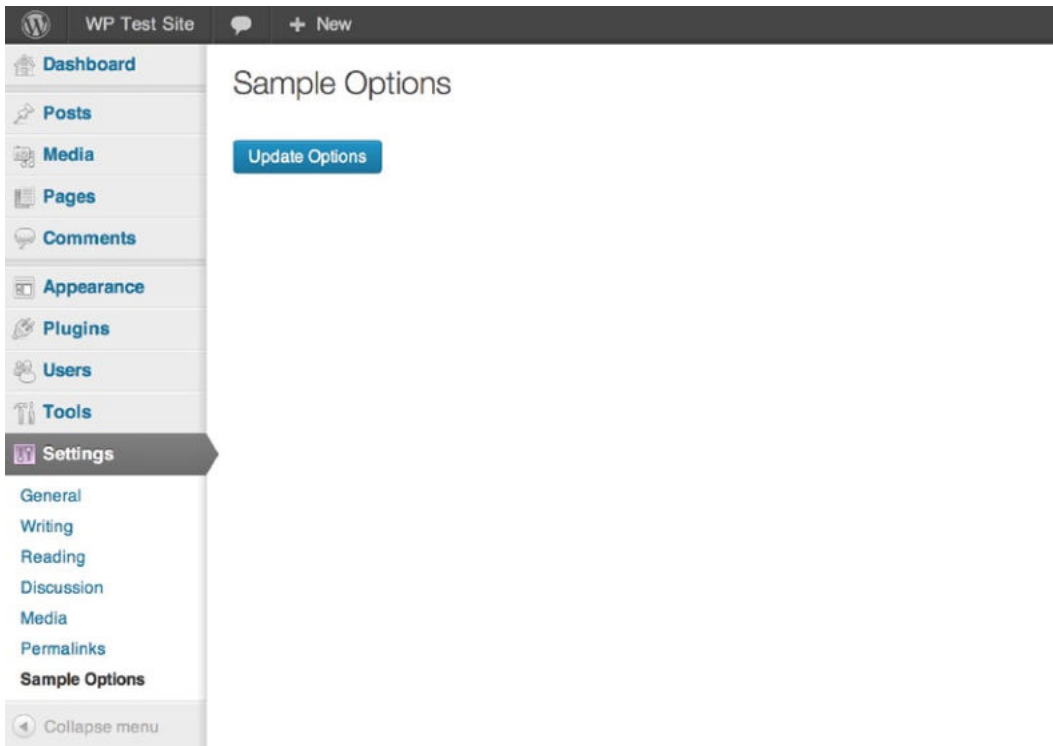 WP Test Site
+ New
Dashboard
Posts
Media
Pages
Comments
Appearance
Plugins
Users
Tools
Settings
General
Writing
Reading
Discussion
Media
Permalinks
Sample Options
Collapse menu
Sample Options
Update Options